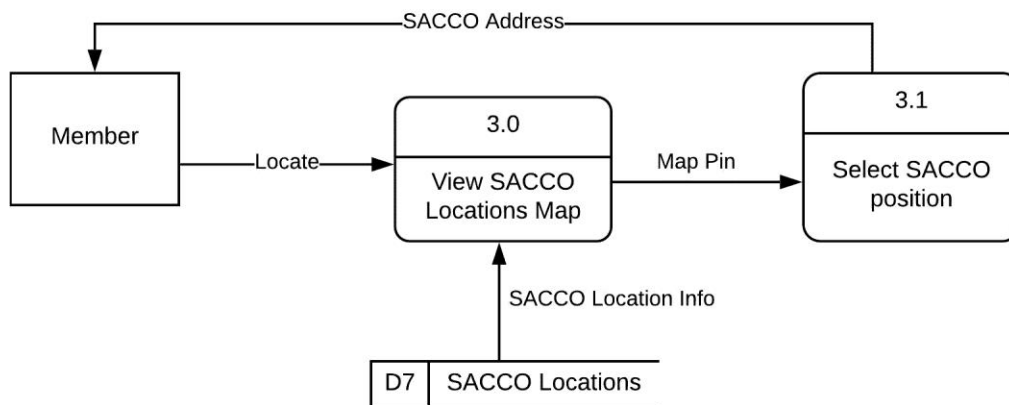 SACCO Address
Member
Locate
3.0
View SACCO
Locations Map
Map Pin
3.1
Select SACCO
position
SACCO Location Info
D7 SACCO Locations